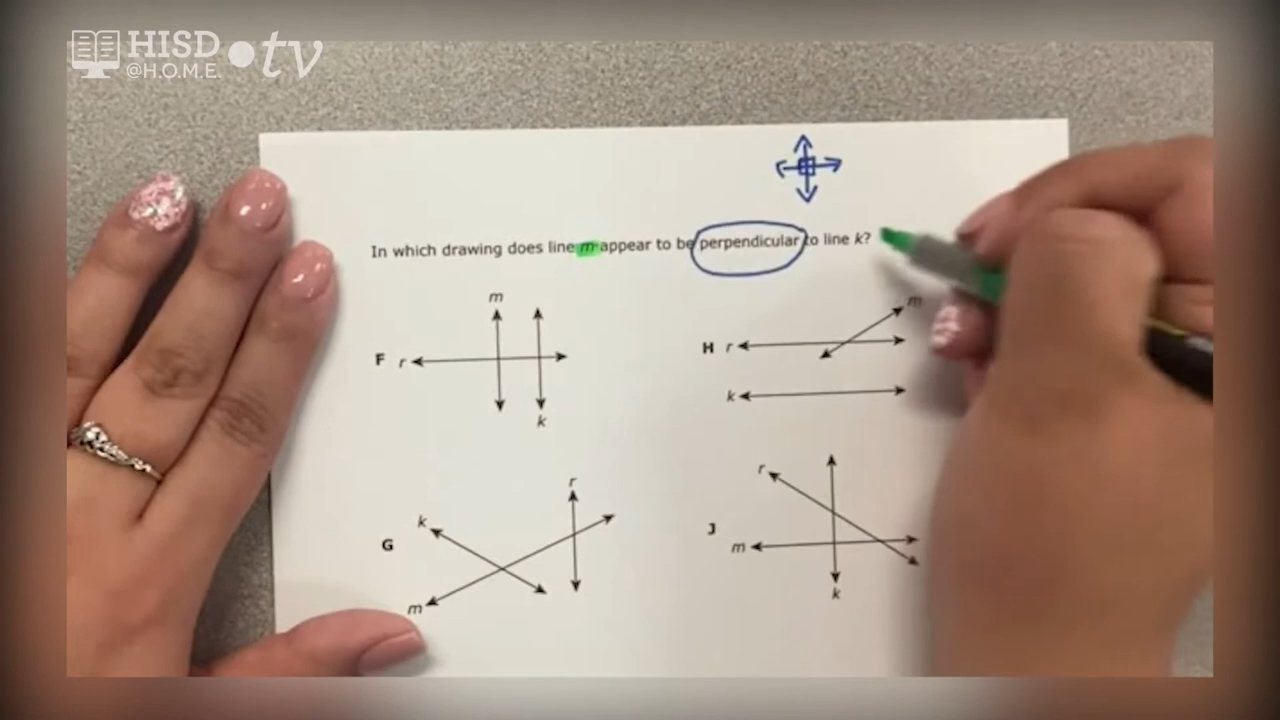 HISD
@H.O.M.E.
tv
In which drawing does line m appear to be perpendicular to line k?
m
F r
k
m
H r
k
r
k
G
m
r
J
m
k